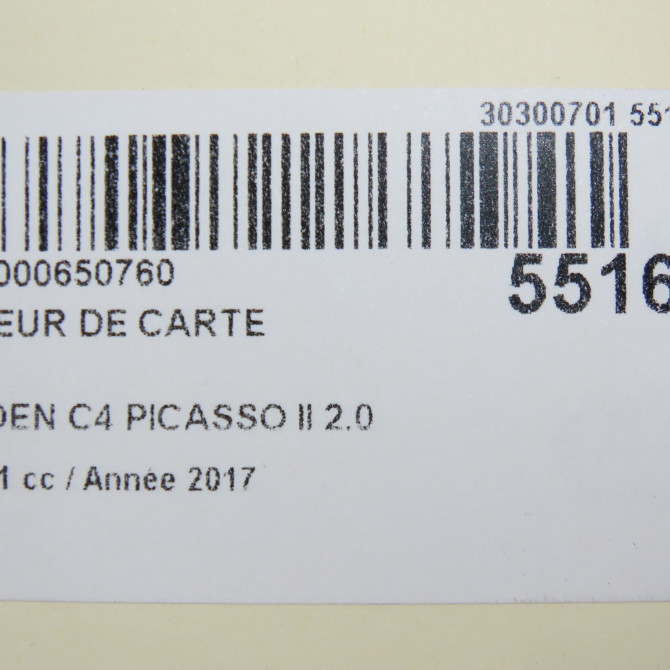 30300701 551
000650760
5516
EUR DE CARTE
DEN C4 PICASSO II 2.0
1 cc / Année 2017